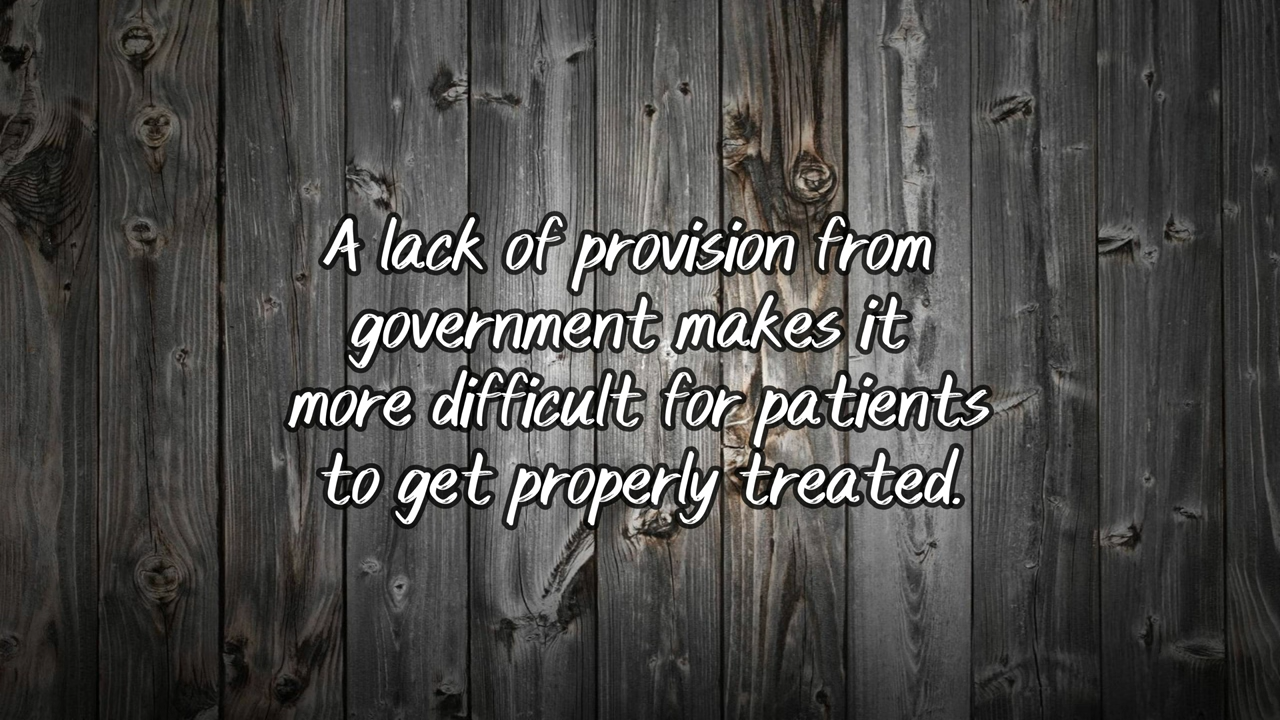 A lack of provision from
government makes it
more difficult for patients
to get properly treated.